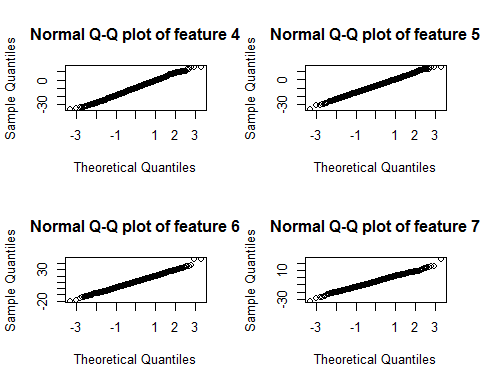 Normal Q-Q plot of feature 4
Sample Quantiles
0
-30
-3 -1 1 2 3
Theoretical Quantiles
Normal Q-Q plot of feature 5
Sample Quantiles
0
-30
-3 -1 1 2 3
Theoretical Quantiles
Normal Q-Q plot of feature 6
Sample Quantiles
30
-20
-3 -1 1 2 3
Theoretical Quantiles
Normal Q-Q plot of feature 7
Sample Quantiles
10
-30
-3 -1 1 2 3
Theoretical Quantiles